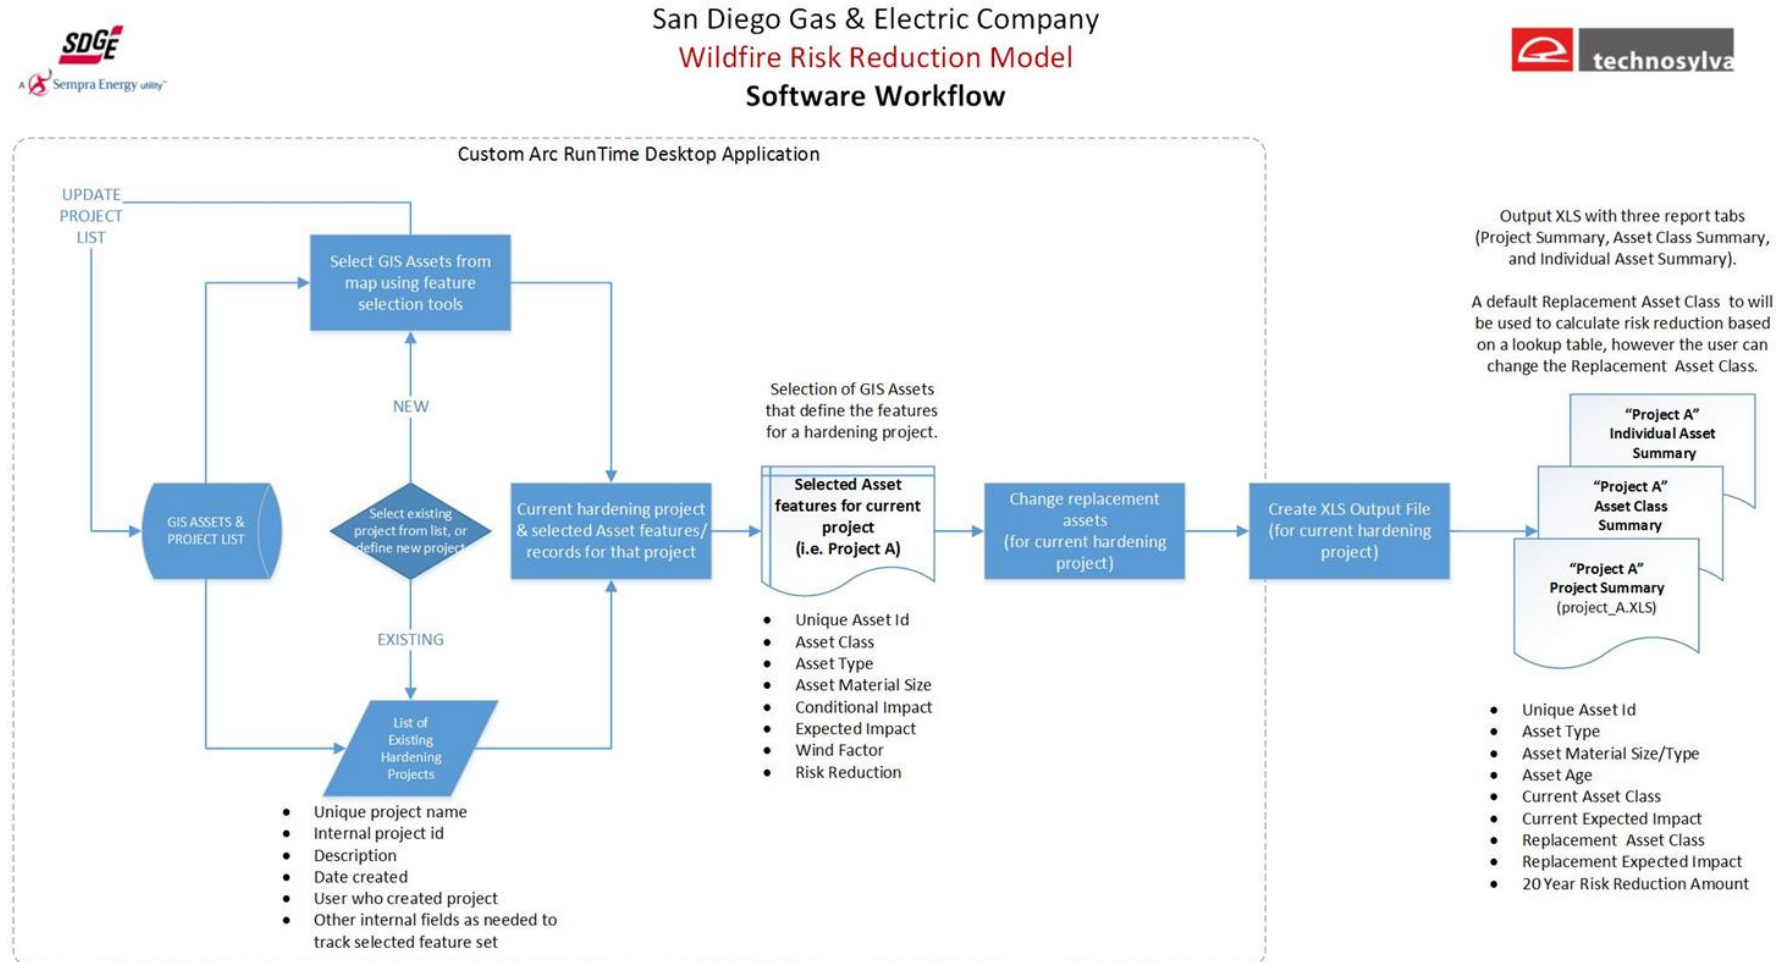 San Diego Gas & Electric Company
Wildfire Risk Reduction Model
Software Workflow
SDGE
A Sempra Energy utility™
technosylva
Custom Arc RunTime Desktop Application
UPDATE
PROJECT
LIST
Select GIS Assets from
map using feature
selection tools
NEW
GIS ASSETS &
PROJECT LIST
Select existing
project from list, or
define new project
EXISTING
List of
Existing
Hardening
Projects
• Unique project name
• Internal project id
• Description
• Date created
• User who created project
• Other internal fields as needed to
track selected feature set
Current hardening project
& selected Asset features/
records for that project
Selection of GIS Assets
that define the features
for a hardening project.
Selected Asset
features for current
project
(i.e. Project A)
• Unique Asset Id
• Asset Class
• Asset Type
• Asset Material Size
• Conditional Impact
• Expected Impact
• Wind Factor
• Risk Reduction
Change replacement
assets
(for current hardening
project)
Create XLS Output File
(for current hardening
project)
Output XLS with three report tabs
(Project Summary, Asset Class Summary,
and Individual Asset Summary).
A default Replacement Asset Class to will
be used to calculate risk reduction based
on a lookup table, however the user can
change the Replacement Asset Class.
“Project A”
Individual Asset
Summary
“Project A”
Asset Class
Summary
“Project A”
Project Summary
(project_A.XLS)
• Unique Asset Id
• Asset Type
• Asset Material Size/Type
• Asset Age
• Current Asset Class
• Current Expected Impact
• Replacement Asset Class
• Replacement Expected Impact
• 20 Year Risk Reduction Amount